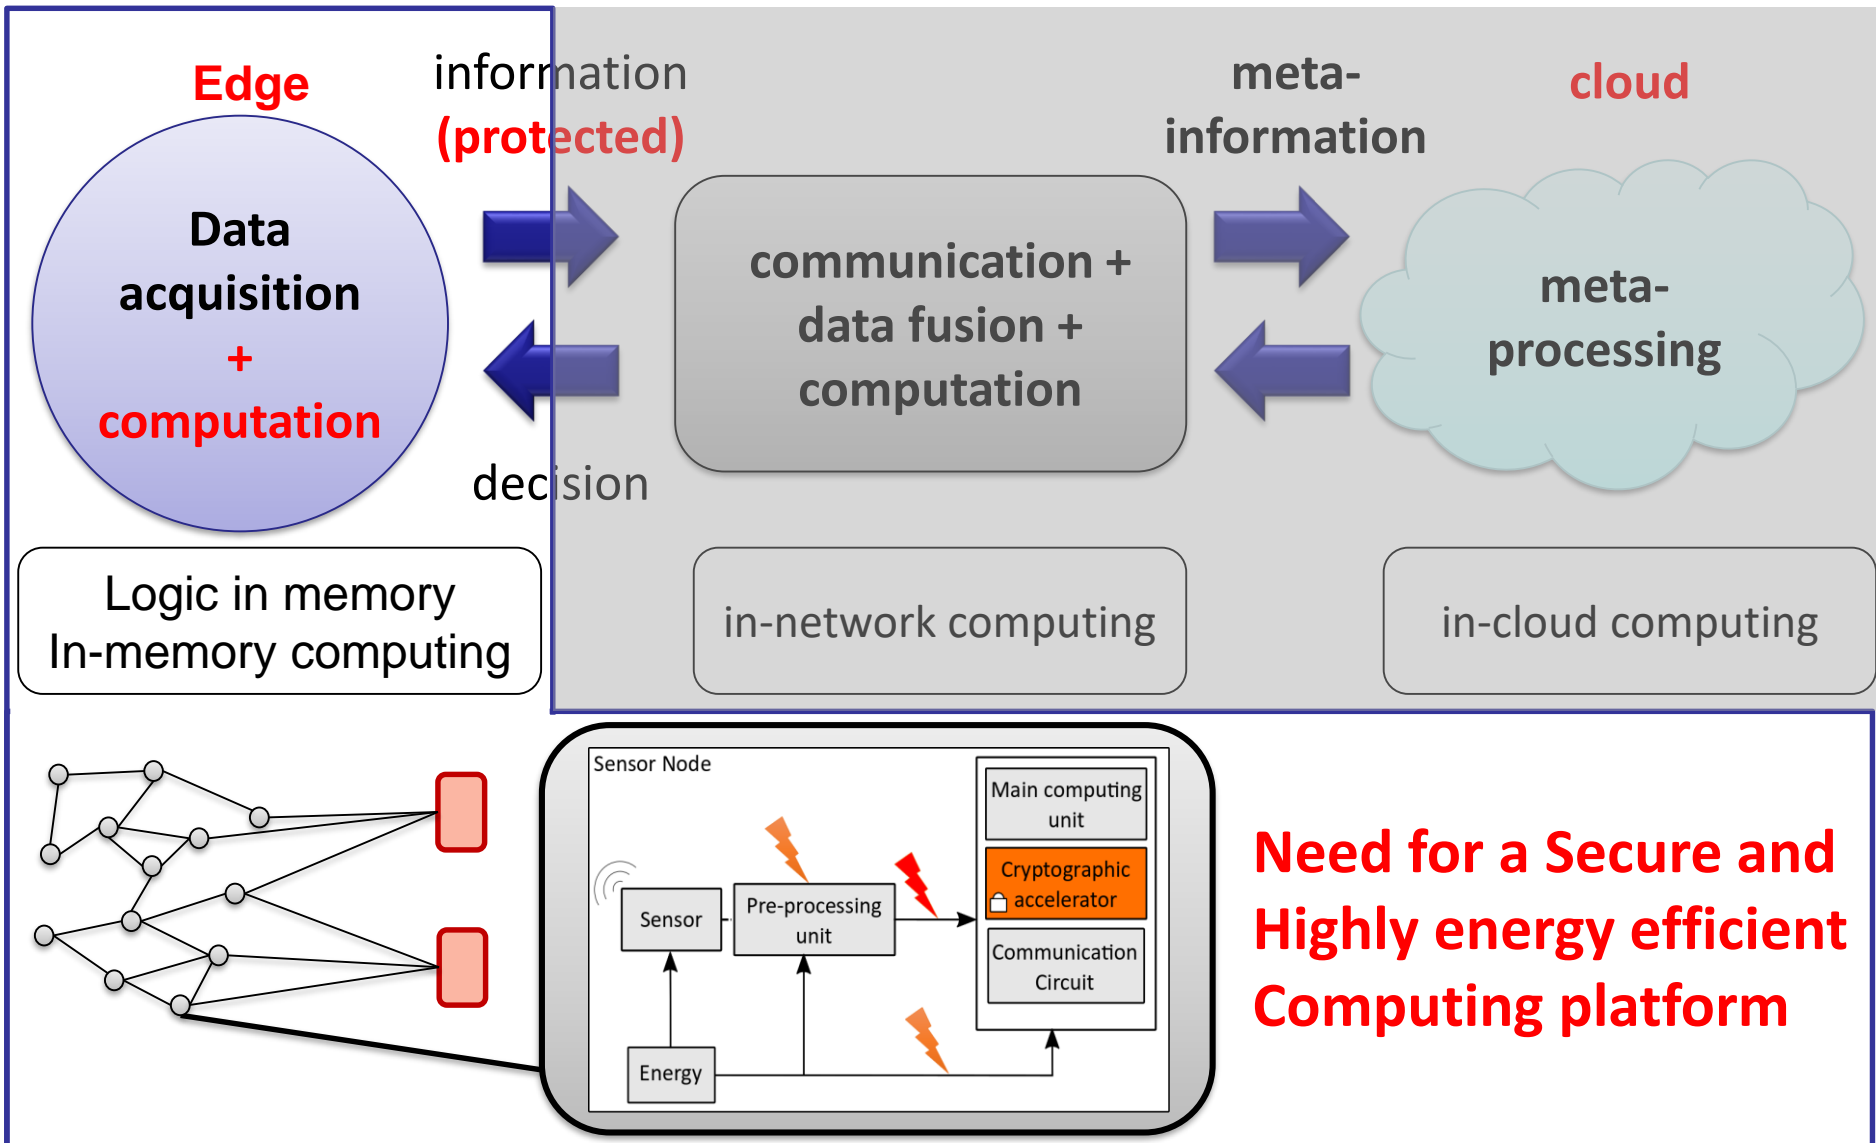 Edge
information
(protected)
meta-
information
cloud
Data
acquisition
+
computation
communication +
data fusion +
computation
meta-
processing
decision
Logic in memory
In-memory computing
in-network computing
in-cloud computing
Sensor Node
Main computing
unit
Cryptographic
accelerator
Communication
Circuit
Sensor
Pre-processing
unit
Energy
Need for a Secure and
Highly energy efficient
Computing platform